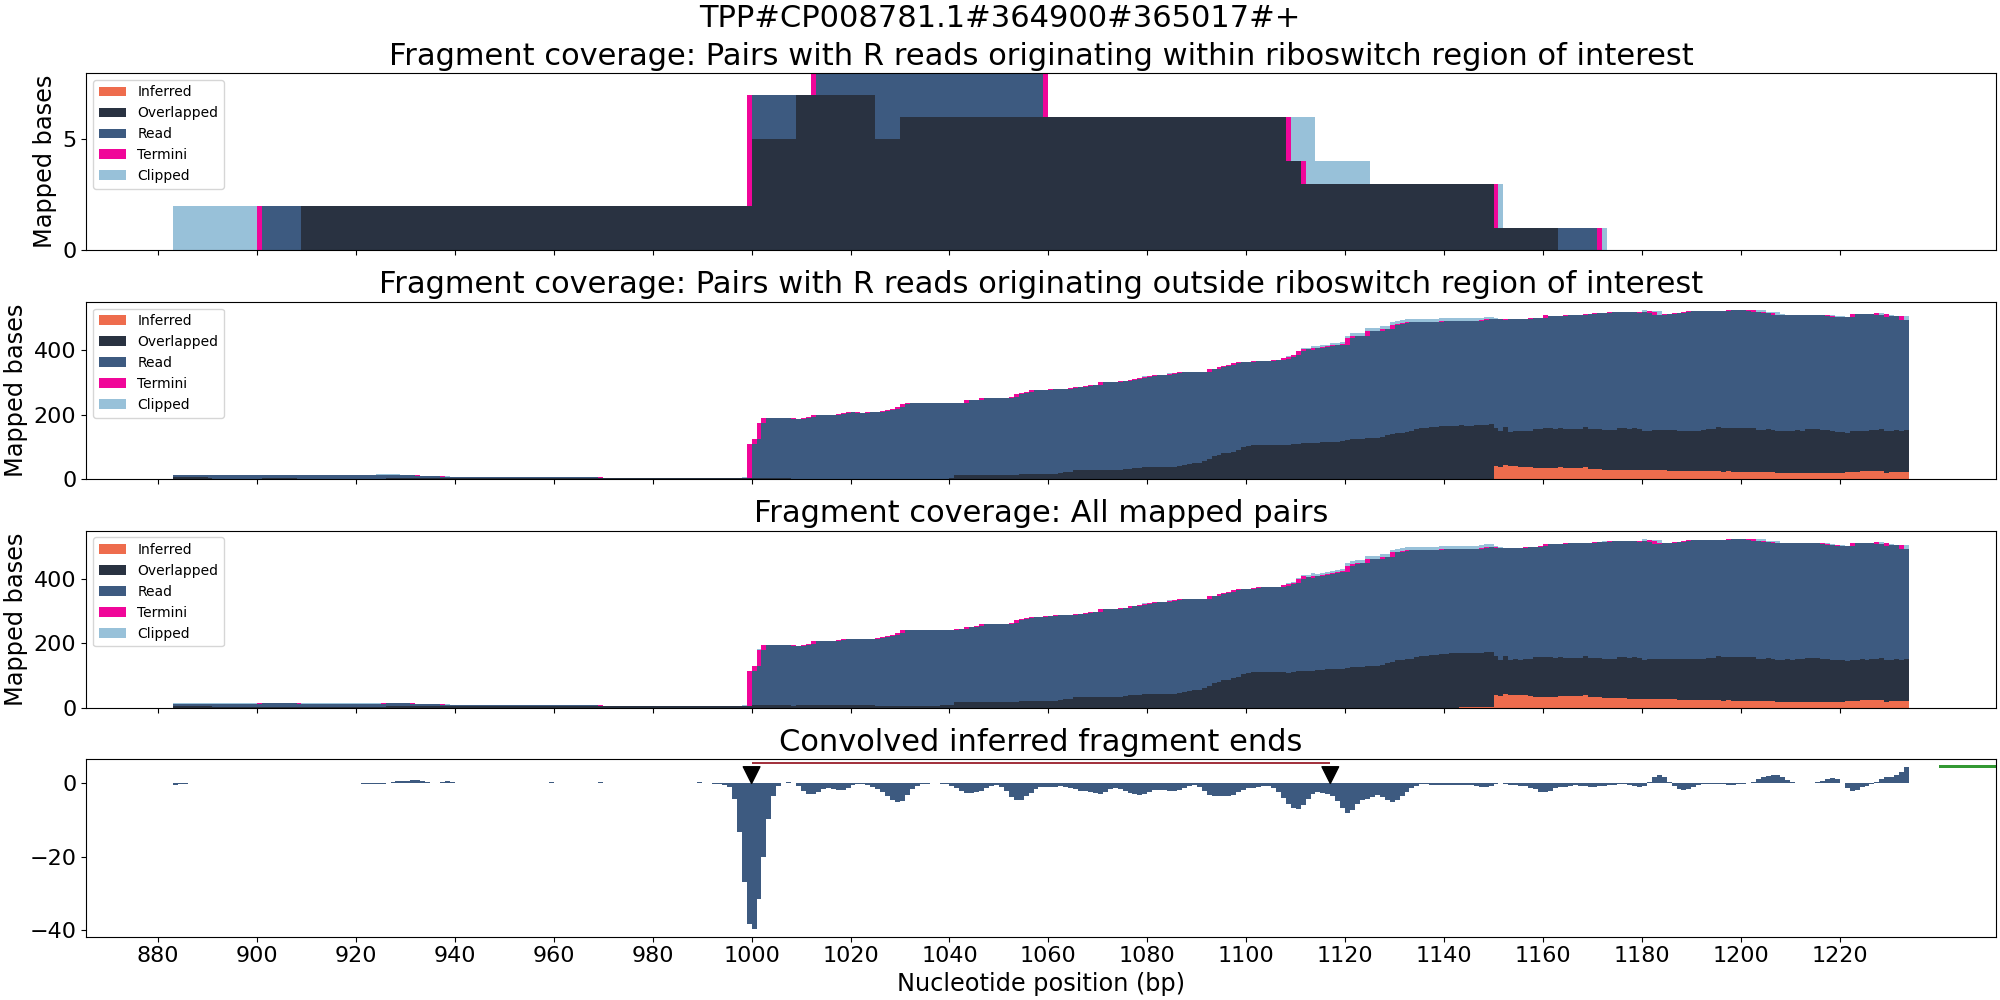 TPP#CP008781.1#364900#365017#+
Fragment coverage: Pairs with R reads originating within riboswitch region of interest
Mapped bases
5
0
Inferred
Overlapped
Read
Termini
Clipped
Fragment coverage: Pairs with R reads originating outside riboswitch region of interest
Mapped bases
400
200
0
Inferred
Overlapped
Read
Termini
Clipped
Fragment coverage: All mapped pairs
Mapped bases
400
200
0
Inferred
Overlapped
Read
Termini
Clipped
Convolved inferred fragment ends
0
−20
−40
880 900 920 940 960 980 1000 1020 1040 1060 1080 1100 1120 1140 1160 1180 1200 1220
Nucleotide position (bp)